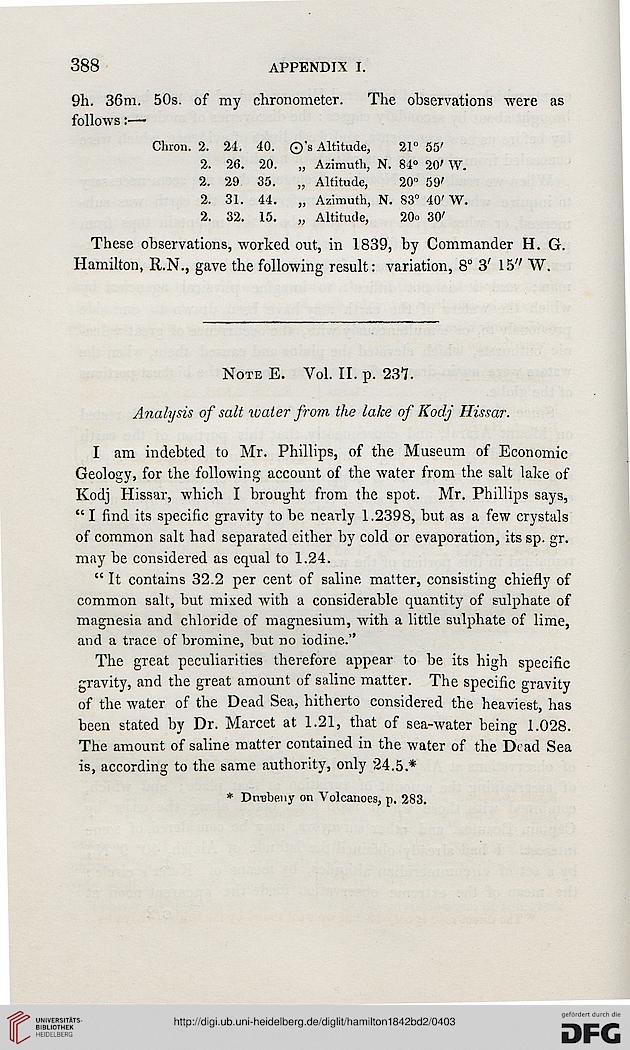 388 APPENDIX I.
9h. 36m. 50s. of my chronometer. The observations were as
follows:—
Chron. 2. 24. 40. ☉'s Altitude, 21° 55′
2. 26. 20. „ Azimuth, N. 84° 20′ W.
2. 29. 35. „ Altitude, 20° 59′
2. 31. 44. „ Azimuth, N. 83° 40′ W.
2. 32. 15. „ Altitude, 20o 30′
These observations, worked out, in 1839, by Commander H. G.
Hamilton, R.N., gave the following result: variation, 8° 3′ 15″ W.
NOTE E. Vol. II. p. 237.
Analysis of salt water from the lake of Kodj Hissar.
I am indebted to Mr. Phillips, of the Museum of Economic
Geology, for the following account of the water from the salt lake of
Kodj Hissar, which I brought from the spot. Mr. Phillips says,
“I find its specific gravity to be nearly 1.2398, but as a few crystals
of common salt had separated either by cold or evaporation, its sp. gr.
may be considered as equal to 1.24.
“It contains 32.2 per cent of saline matter, consisting chiefly of
common salt, but mixed with a considerable quantity of sulphate of
magnesia and chloride of magnesium, with a little sulphate of lime,
and a trace of bromine, but no iodine.”
The great peculiarities therefore appear to be its high specific
gravity, and the great amount of saline matter. The specific gravity
of the water of the Dead Sea, hitherto considered the heaviest, has
been stated by Dr. Marcet at 1.21, that of sea-water being 1.028.
The amount of saline matter contained in the water of the Dead Sea
is, according to the same authority, only 24.5.*
* Daubeny on Volcanoes, p. 283.
UNIVERSITÄTS-
BIBLIOTHEK
HEIDELBERG
http://digi.ub.uni-heidelberg.de/diglit/hamilton1842bd2/0403
gefördert durch die
DFG